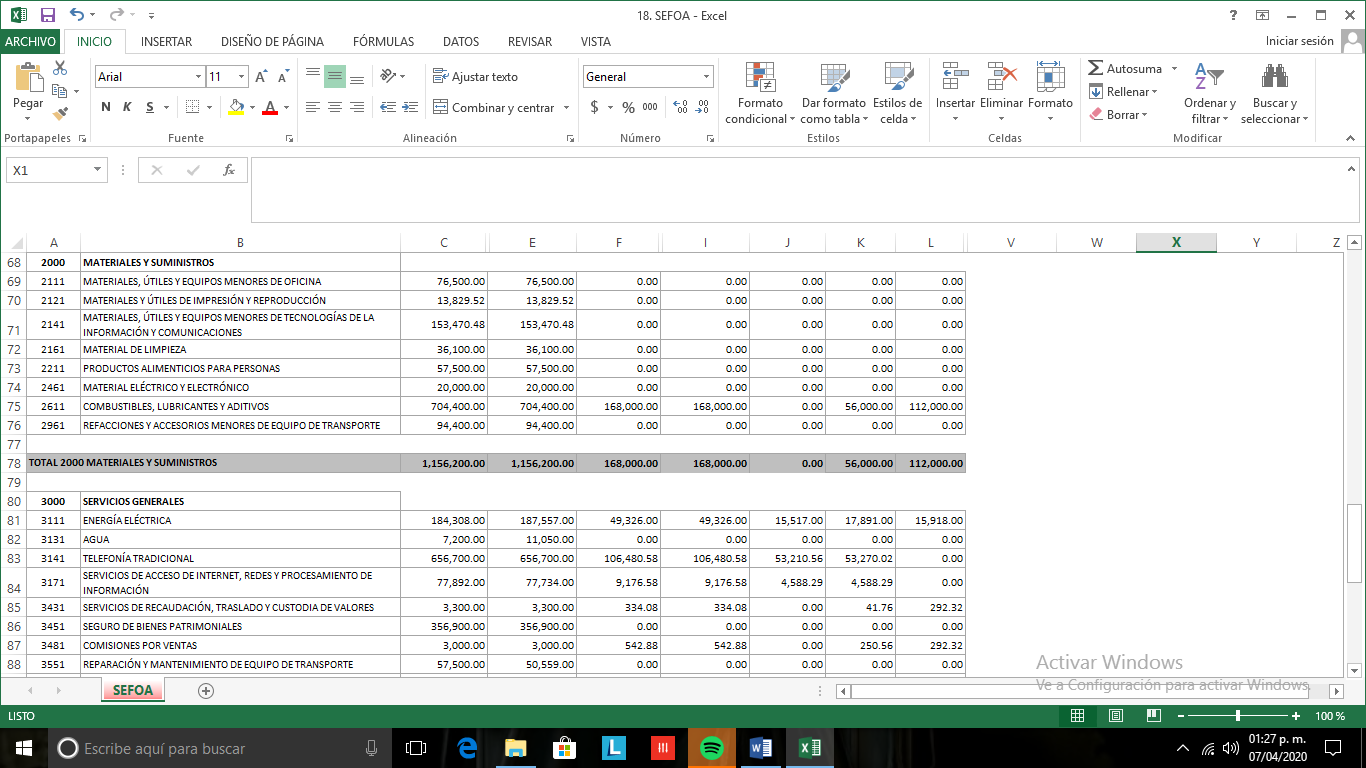 18. SEFOA - Excel
ARCHIVO INICIO INSERTAR DISEÑO DE PÁGINA FÓRMULAS DATOS REVISAR VISTA Iniciar sesión
Arial 11 Ajustar texto General Autosuma
Pegar Formato Dar formato Estilos de Insertar Eliminar Formato Rellenar Ordenar y Buscar y
N K S Combinar y centrar $ % 000 condicional como tabla celda Borrar filtrar seleccionar
Portapapeles Fuente Alineación Número Estilos Celdas Modificar
X1 fx
A B C E F I J K L V W X Y Z
68 2000 MATERIALES Y SUMINISTROS
69 2111 MATERIALES, ÚTILES Y EQUIPOS MENORES DE OFICINA 76,500.00 76,500.00 0.00 0.00 0.00 0.00 0.00
70 2121 MATERIALES Y ÚTILES DE IMPRESIÓN Y REPRODUCCIÓN 13,829.52 13,829.52 0.00 0.00 0.00 0.00 0.00
71 2141 MATERIALES, ÚTILES Y EQUIPOS MENORES DE TECNOLOGÍAS DE LA
INFORMACIÓN Y COMUNICACIONES 153,470.48 153,470.48 0.00 0.00 0.00 0.00 0.00
72 2161 MATERIAL DE LIMPIEZA 36,100.00 36,100.00 0.00 0.00 0.00 0.00 0.00
73 2211 PRODUCTOS ALIMENTICIOS PARA PERSONAS 57,500.00 57,500.00 0.00 0.00 0.00 0.00 0.00
74 2461 MATERIAL ELÉCTRICO Y ELECTRÓNICO 20,000.00 20,000.00 0.00 0.00 0.00 0.00 0.00
75 2611 COMBUSTIBLES, LUBRICANTES Y ADITIVOS 704,400.00 704,400.00 168,000.00 168,000.00 0.00 56,000.00 112,000.00
76 2961 REFACCIONES Y ACCESORIOS MENORES DE EQUIPO DE TRANSPORTE 94,400.00 94,400.00 0.00 0.00 0.00 0.00 0.00
77
78 TOTAL 2000 MATERIALES Y SUMINISTROS 1,156,200.00 1,156,200.00 168,000.00 168,000.00 0.00 56,000.00 112,000.00
79
80 3000 SERVICIOS GENERALES
81 3111 ENERGÍA ELÉCTRICA 184,308.00 187,557.00 49,326.00 49,326.00 15,517.00 17,891.00 15,918.00
82 3131 AGUA 7,200.00 11,050.00 0.00 0.00 0.00 0.00 0.00
83 3141 TELEFONÍA TRADICIONAL 656,700.00 656,700.00 106,480.58 106,480.58 53,210.56 53,270.02 0.00
84 3171 SERVICIOS DE ACCESO DE INTERNET, REDES Y PROCESAMIENTO DE
INFORMACIÓN 77,892.00 77,734.00 9,176.58 9,176.58 4,588.29 4,588.29 0.00
85 3431 SERVICIOS DE RECAUDACIÓN, TRASLADO Y CUSTODIA DE VALORES 3,300.00 3,300.00 334.08 334.08 0.00 41.76 292.32
86 3451 SEGURO DE BIENES PATRIMONIALES 356,900.00 356,900.00 0.00 0.00 0.00 0.00 0.00
87 3481 COMISIONES POR VENTAS 3,000.00 3,000.00 542.88 542.88 0.00 250.56 292.32
88 3551 REPARACIÓN Y MANTENIMIENTO DE EQUIPO DE TRANSPORTE 57,500.00 50,559.00 0.00 0.00 0.00 0.00 0.00
Activar Windows
Ve a Configuración para activar Windows.
SEFOA
LISTO 100 %
Escribe aquí para buscar
01:27 p. m.
07/04/2020